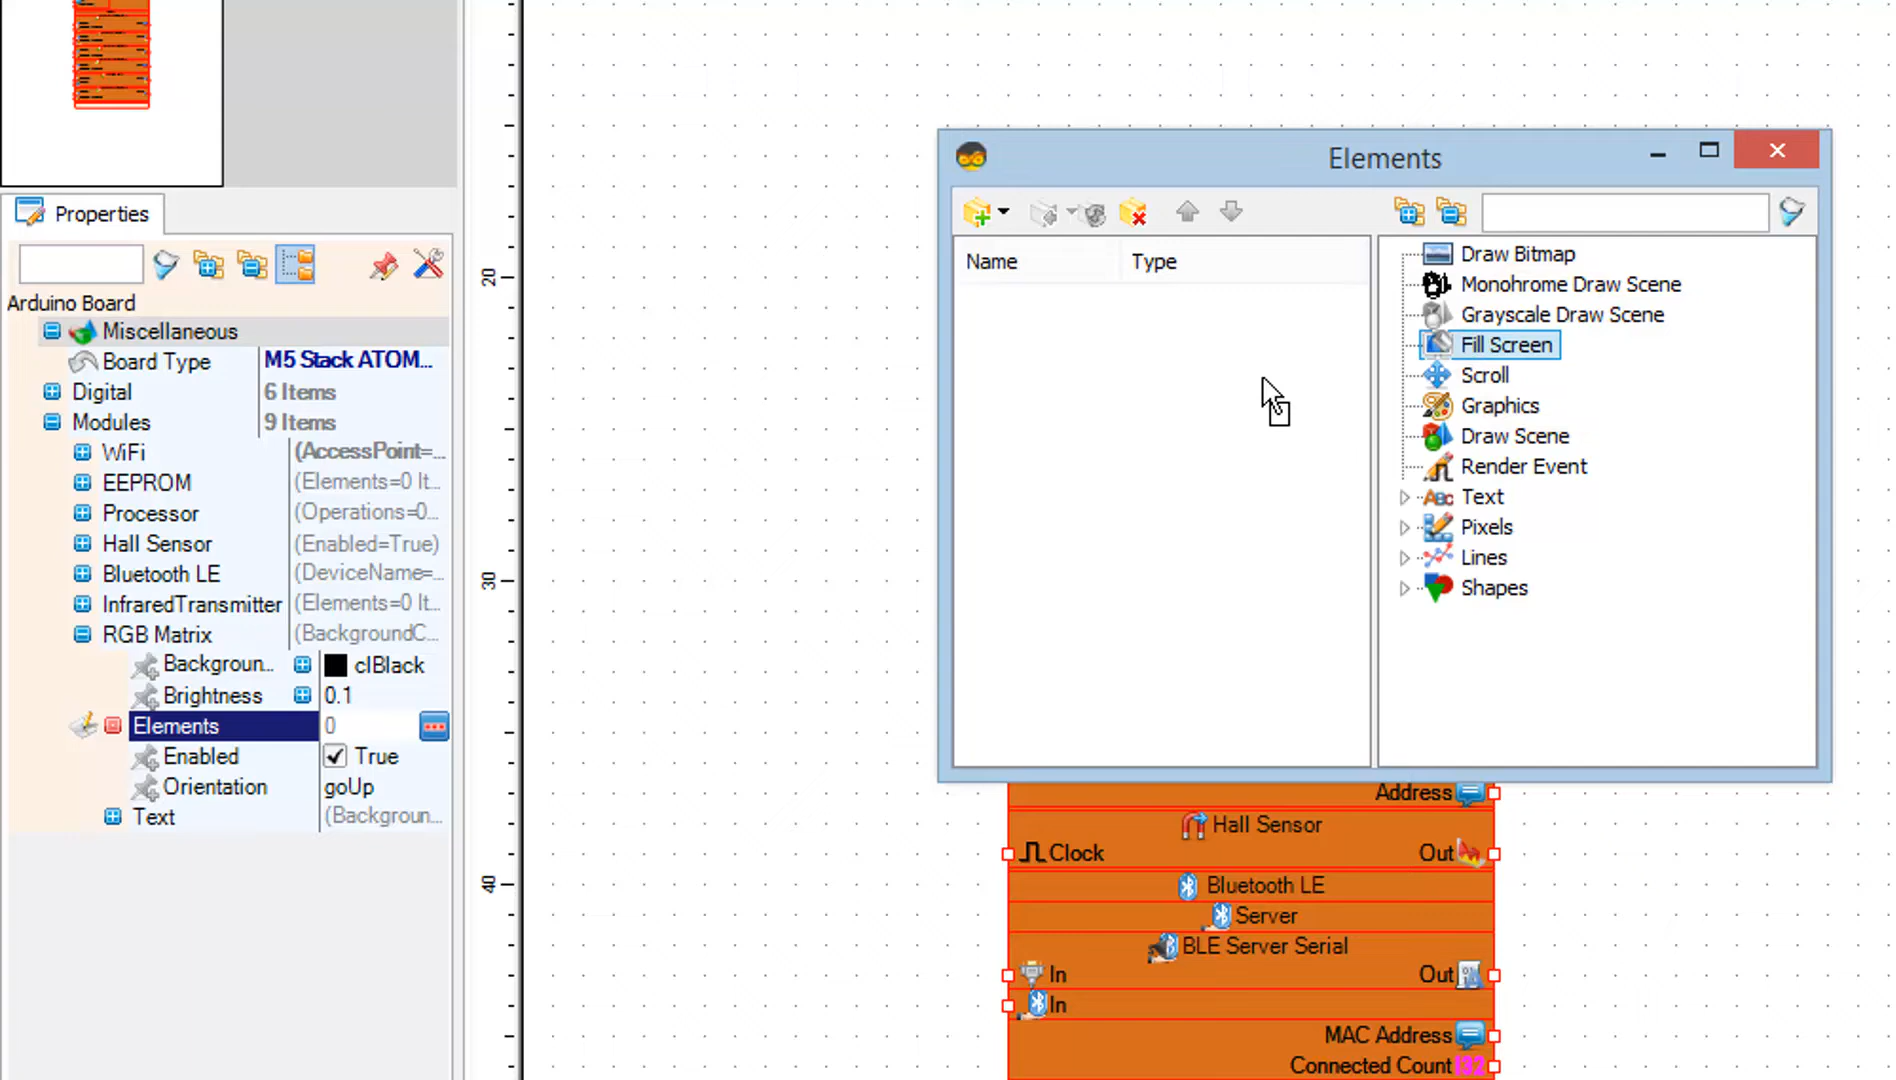 Properties
Arduino Board
Miscellaneous
Board Type M5 Stack ATOM...
Digital 6 Items
Modules 9 Items
WiFi (AccessPoint=...
EEPROM (Elements=0 It...
Processor (Operations=0...
Hall Sensor (Enabled=True)
Bluetooth LE (DeviceName=...
InfraredTransmitter (Elements=0 It...
RGB Matrix (BackgroundC...
Backgroun... clBlack
Brightness 0.1
Elements 0
Enabled True
Orientation goUp
Text (Backgroun...
20
30
40
Elements
Name Type
Draw Bitmap
Monohrome Draw Scene
Grayscale Draw Scene
Fill Screen
Scroll
Graphics
Draw Scene
Render Event
Abc Text
Pixels
Lines
Shapes
Address
Hall Sensor
Clock Out
Bluetooth LE
Server
BLE Server Serial
In Out
In
MAC Address
Connected Count I32